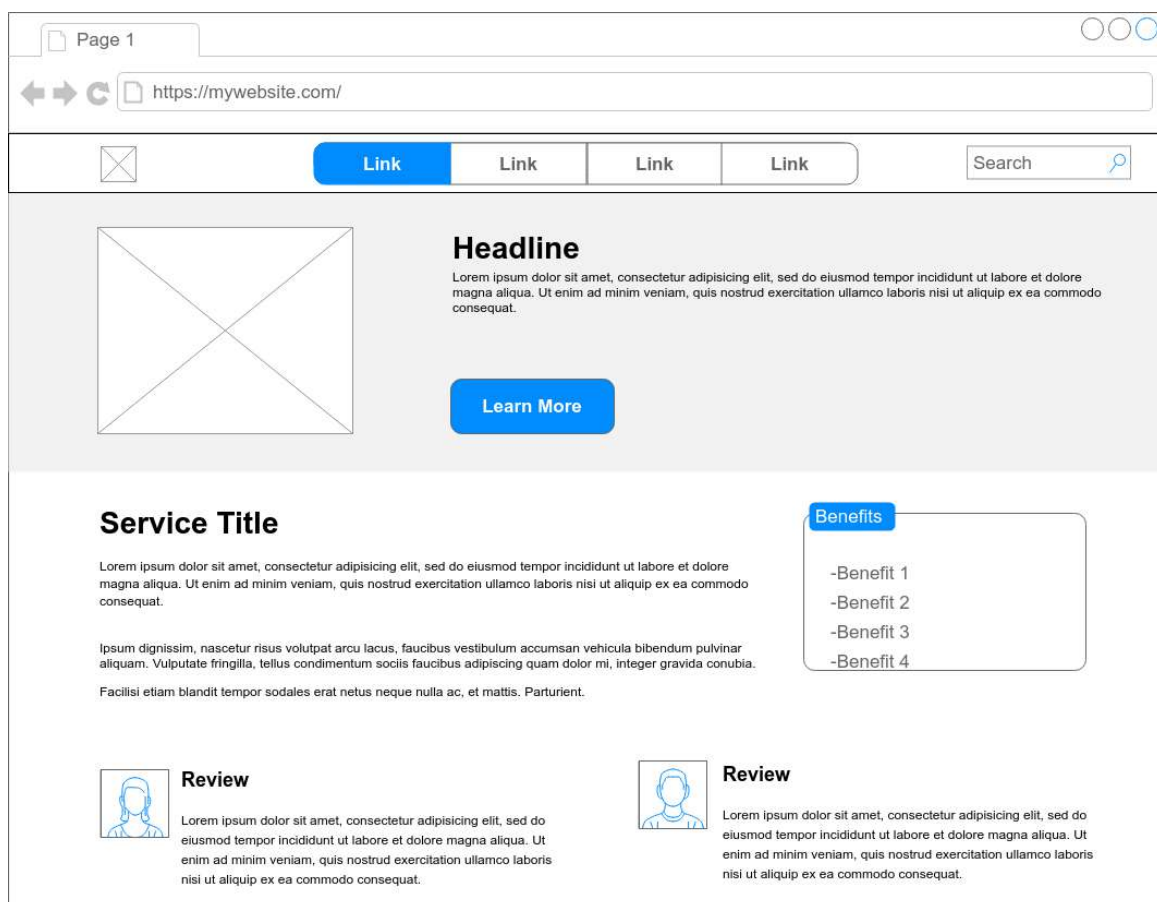 Page 1
https://mywebsite.com/
Link
Link
Link
Link
Search
Headline
Lorem ipsum dolor sit amet, consectetur adipisicing elit, sed do eiusmod tempor incididunt ut labore et dolore
magna aliqua. Ut enim ad minim veniam, quis nostrud exercitation ullamco laboris nisi ut aliquip ex ea commodo
consequat.
Learn More
Service Title
Lorem ipsum dolor sit amet, consectetur adipisicing elit, sed do eiusmod tempor incididunt ut labore et dolore
magna aliqua. Ut enim ad minim veniam, quis nostrud exercitation ullamco laboris nisi ut aliquip ex ea commodo
consequat.
Ipsum dignissim, nascetur risus volutpat arcu lacus, faucibus vestibulum accumsan vehicula bibendum pulvinar
aliquam. Vulputate fringilla, tellus condimentum sociis faucibus adipiscing quam dolor mi, integer gravida conubia.
Facilisi etiam blandit tempor sodales erat netus neque nulla ac, et mattis. Parturient.
Benefits
-Benefit 1
-Benefit 2
-Benefit 3
-Benefit 4
Review
Lorem ipsum dolor sit amet, consectetur adipisicing elit, sed do
eiusmod tempor incididunt ut labore et dolore magna aliqua. Ut
enim ad minim veniam, quis nostrud exercitation ullamco laboris
nisi ut aliquip ex ea commodo consequat.
Review
Lorem ipsum dolor sit amet, consectetur adipisicing elit, sed do
eiusmod tempor incididunt ut labore et dolore magna aliqua. Ut
enim ad minim veniam, quis nostrud exercitation ullamco laboris
nisi ut aliquip ex ea commodo consequat.